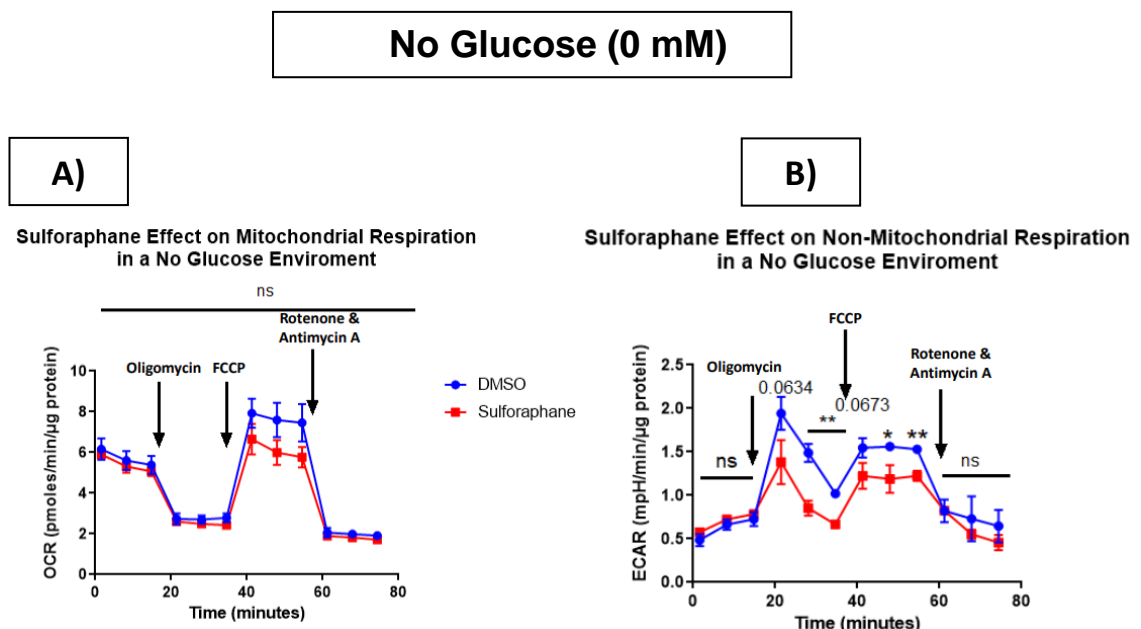 No Glucose (0 mM)
A)
Sulforaphane Effect on Mitochondrial Respiration
in a No Glucose Enviroment
ns
Rotenone &
Antimycin A
Oligomycin
FCCP
OCR (pmoles/min/µg protein)
10
8
6
4
2
0
0 20 40 60 80
Time (minutes)
DMSO
Sulforaphane
B)
Sulforaphane Effect on Non-Mitochondrial Respiration
in a No Glucose Enviroment
FCCP
Oligomycin
Rotenone &
Antimycin A
0.0634
0.0673
**
* **
ns
ns
ECAR (mpH/min/µg protein)
2.5
2.0
1.5
1.0
0.5
0.0
0 20 40 60 80
Time (minutes)